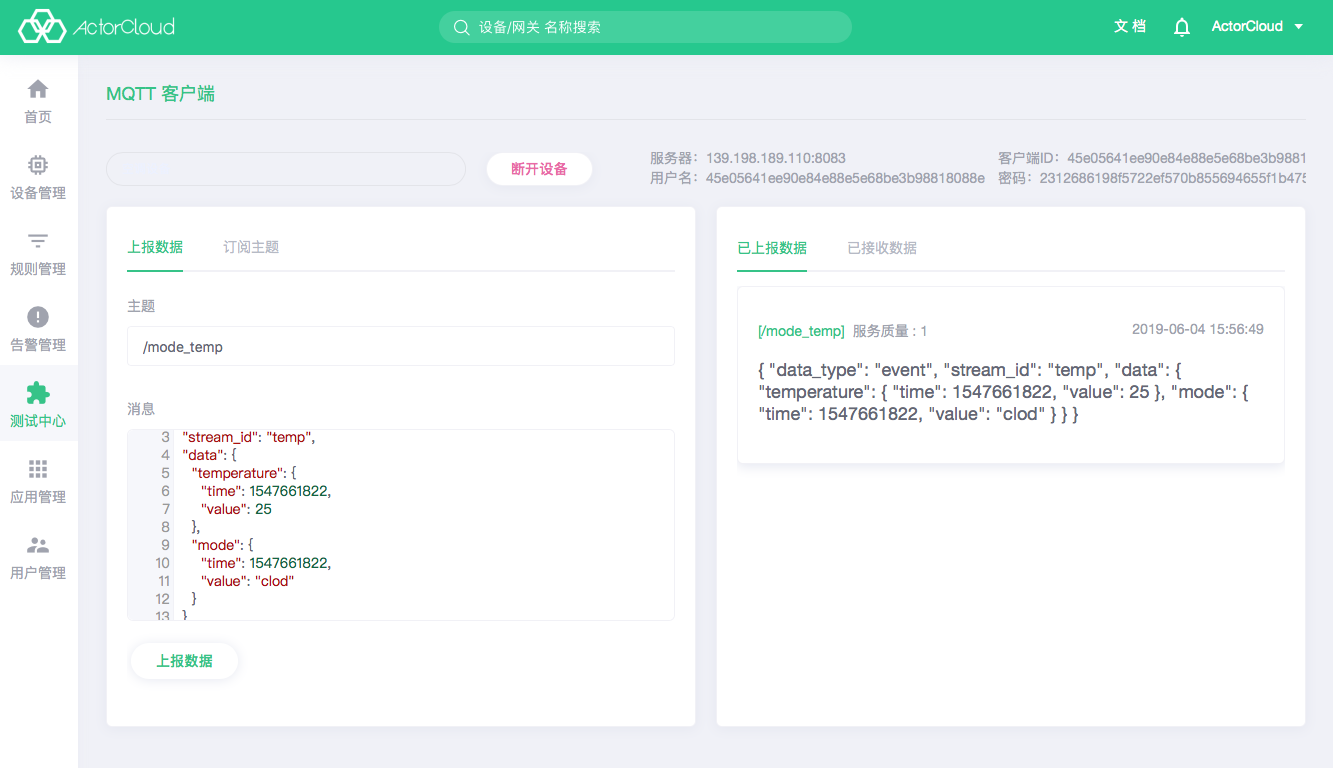 ActorCloud
设备/网关 名称搜索
文档
ActorCloud
首页
设备管理
规则管理
告警管理
测试中心
应用管理
用户管理
MQTT 客户端
断开设备
服务器：139.198.189.110:8083
客户端ID：45e05641ee90e84e88e5e68be3b9881
用户名：45e05641ee90e84e88e5e68be3b98818088e
密码：2312686198f5722ef570b855694655f1b475
上报数据
订阅主题
主题
/mode_temp
消息
3 "stream_id": "temp",
4 "data": {
5 "temperature": {
6 "time": 1547661822,
7 "value": 25
8 },
9 "mode": {
10 "time": 1547661822,
11 "value": "clod"
12 }
13 }
上报数据
已上报数据
已接收数据
[/mode_temp] 服务质量 : 1
2019-06-04 15:56:49
{ "data_type": "event", "stream_id": "temp", "data": {
"temperature": { "time": 1547661822, "value": 25 }, "mode": {
"time": 1547661822, "value": "clod" } } }